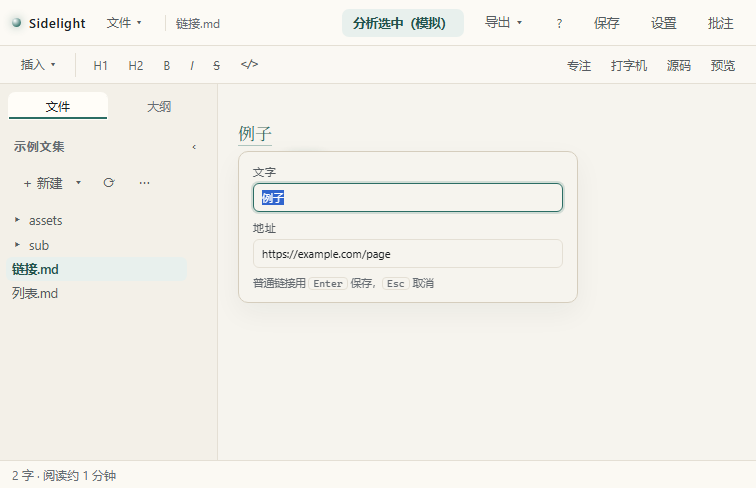 Sidelight 文件 ▾ 链接.md 分析选中（模拟） 导出 ▾ ? 保存 设置 批注
插入 ▾ H1 H2 B I S </> 专注 打字机 源码 预览
文件 大纲
示例文集 ‹
+ 新建 ▾ ⟳ ···
▸ assets
▸ sub
链接.md
列表.md
例子
文字
例子
地址
https://example.com/page
普通链接用 Enter 保存，Esc 取消
2 字 · 阅读约 1 分钟